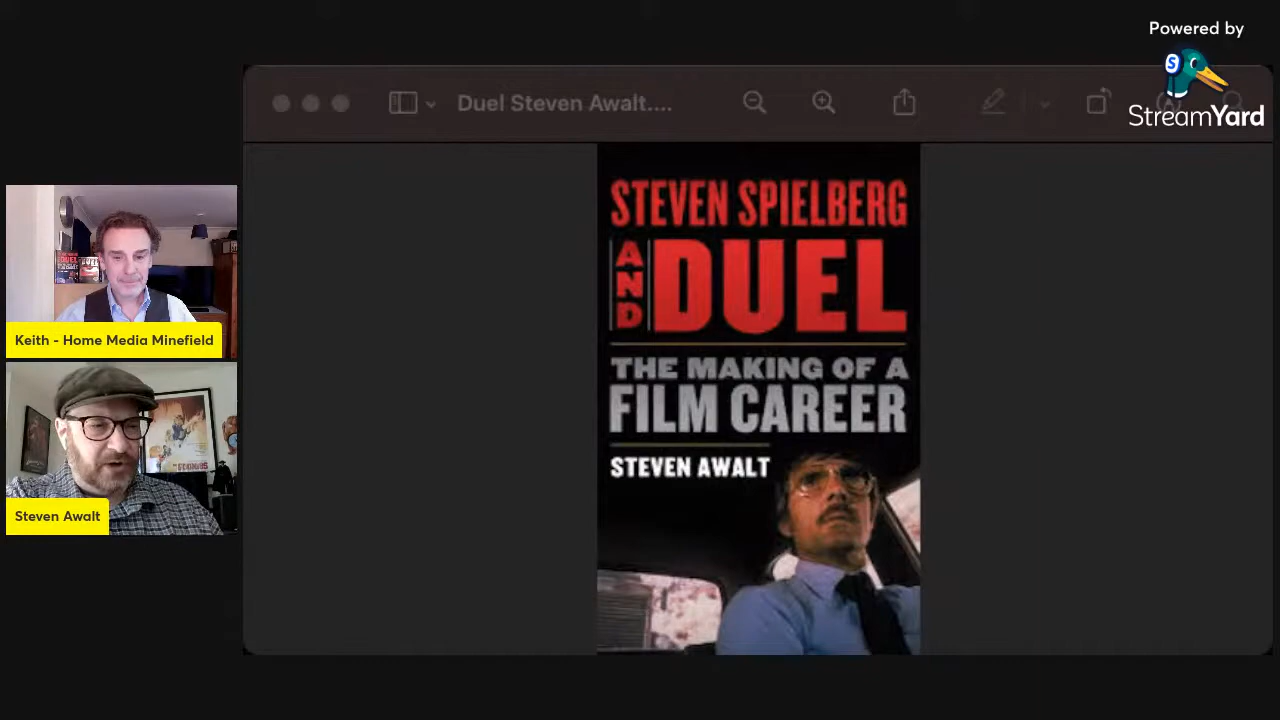 Powered by
StreamYard
Duel Steven Awalt....
STEVEN SPIELBERG
AND DUEL
THE MAKING OF A
FILM CAREER
STEVEN AWALT
Keith - Home Media Minefield
Steven Awalt